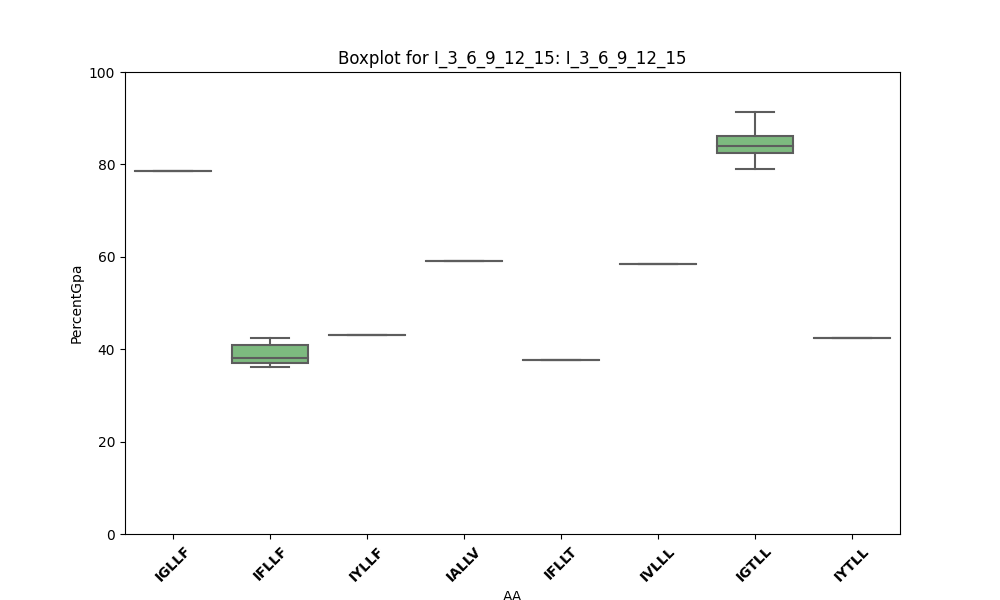 Boxplot for I_3_6_9_12_15: I_3_6_9_12_15
100
80
60
40
20
0
PercentGpa
IGLLF
IFLLF
IYLLF
IALLV
IFLLT
IVLLL
IGTLL
IYTLL
AA